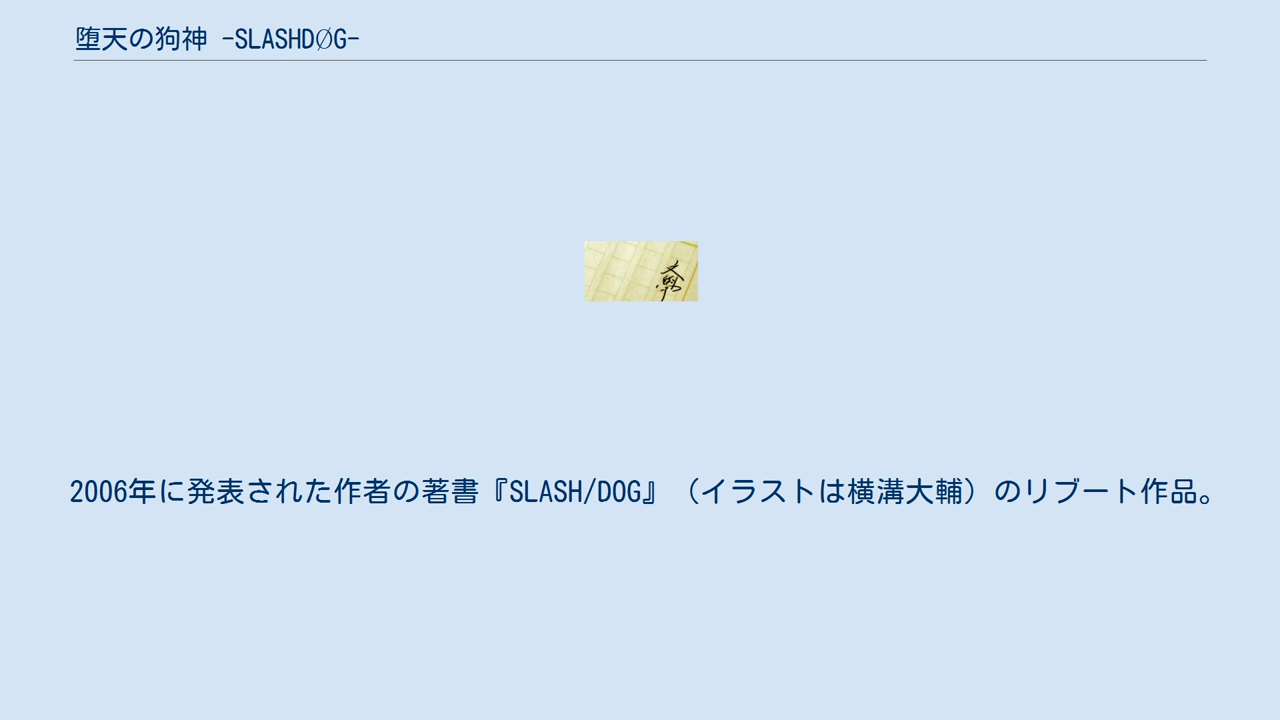 堕天の狗神 -SLASHDØG-
2006年に発表された作者の著書『SLASH/DOG』（イラストは横溝大輔）のリブート作品。